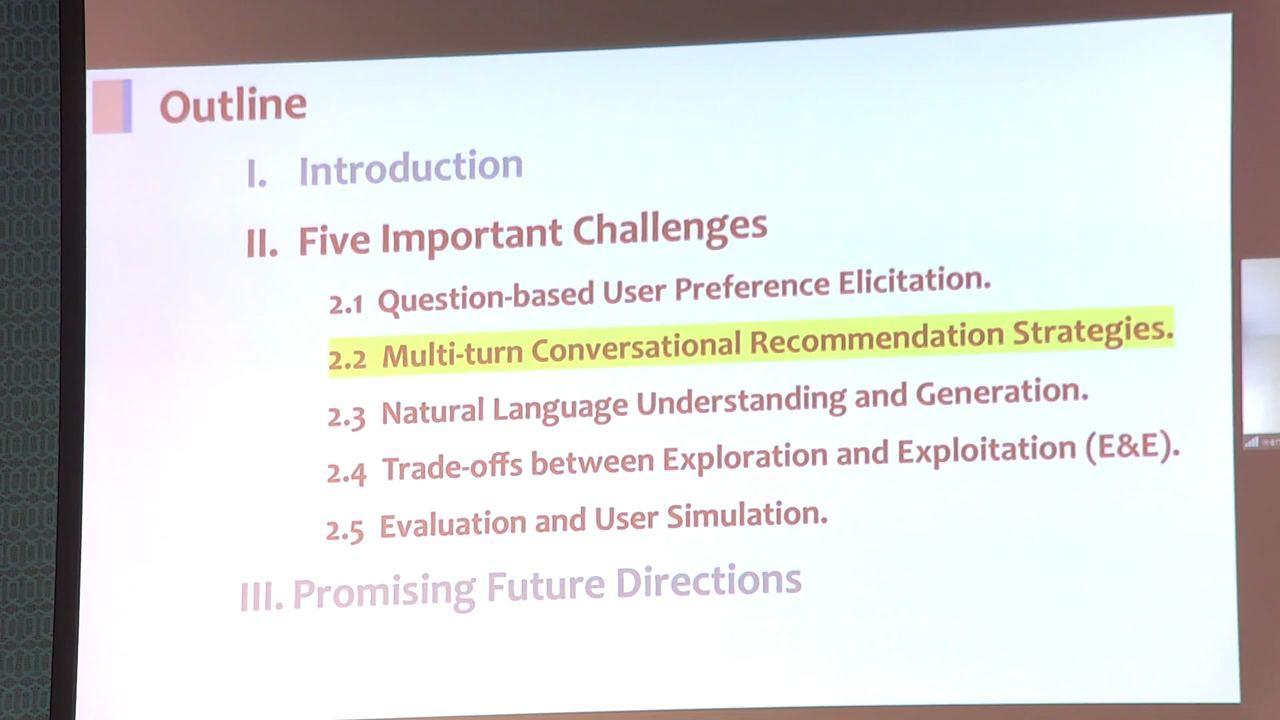 Outline
I. Introduction
II. Five Important Challenges
2.1 Question-based User Preference Elicitation.
2.2 Multi-turn Conversational Recommendation Strategies.
2.3 Natural Language Understanding and Generation.
2.4 Trade-offs between Exploration and Exploitation (E&E).
2.5 Evaluation and User Simulation.
III. Promising Future Directions